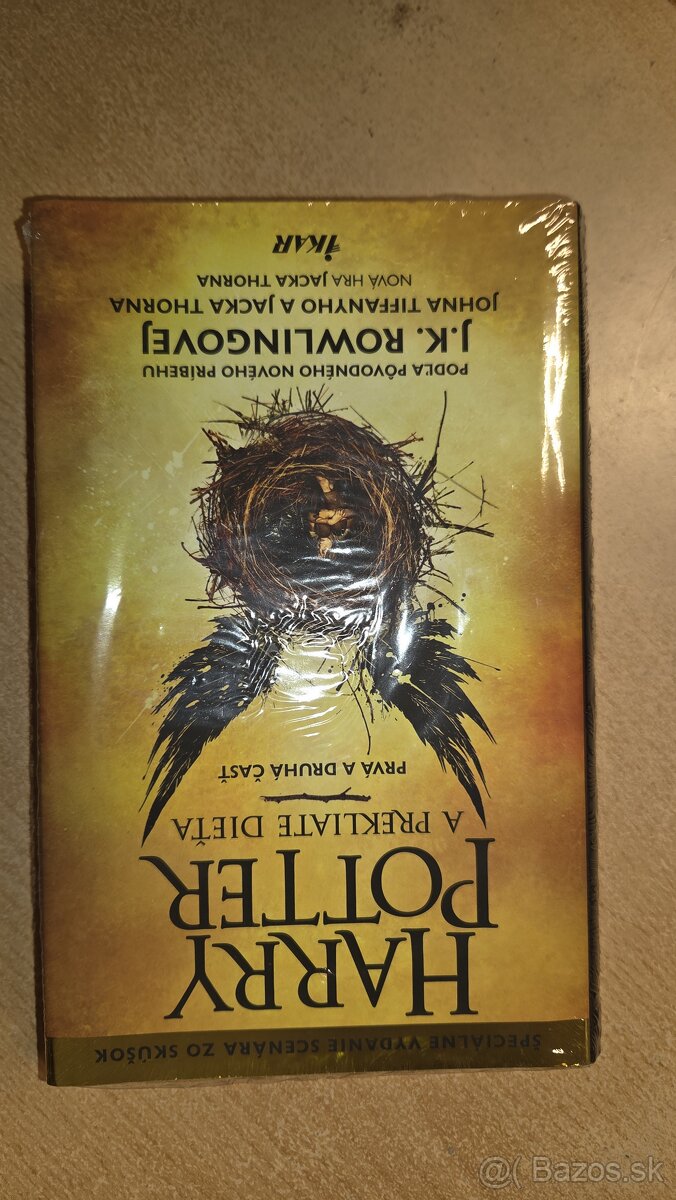 ŠPECIÁLNE VYDANIE SCENÁRA ZO SKÚŠOK
HARRY
POTTER
A PREKLIATE DIEŤA
PRVÁ A DRUHÁ ČASŤ
PODĽA PÔVODNÉHO NOVÉHO PRÍBEHU
J.K. ROWLINGOVEJ
JOHNA TIFFANYHO A JACKA THORNA
NOVÁ HRA JACKA THORNA
IKAR
@( Bazos.sk